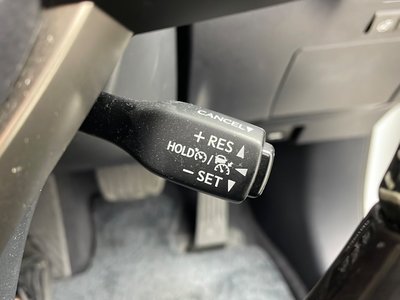 CANCEL▼
+ RES▲
HOLD / ◀
− SET▼